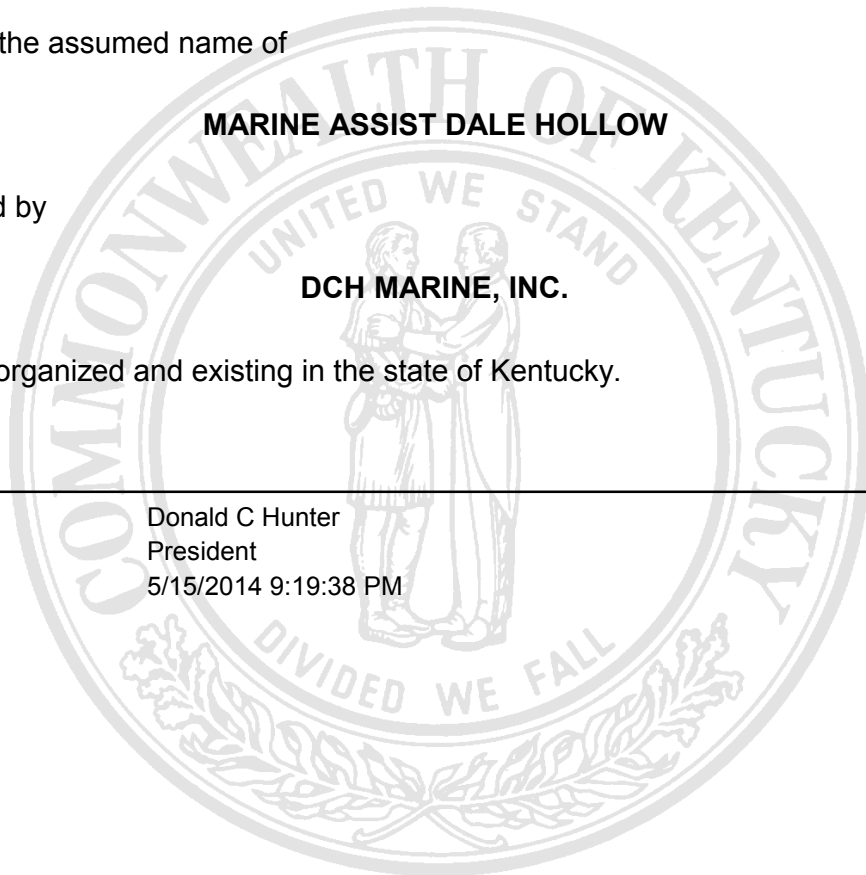 the assumed name of
MARINE ASSIST DALE HOLLOW
d by
DCH MARINE, INC.
organized and existing in the state of Kentucky.
Donald C Hunter
President
5/15/2014 9:19:38 PM
COMMONWEALTH OF KENTUCKY
UNITED WE STAND
DIVIDED WE FALL